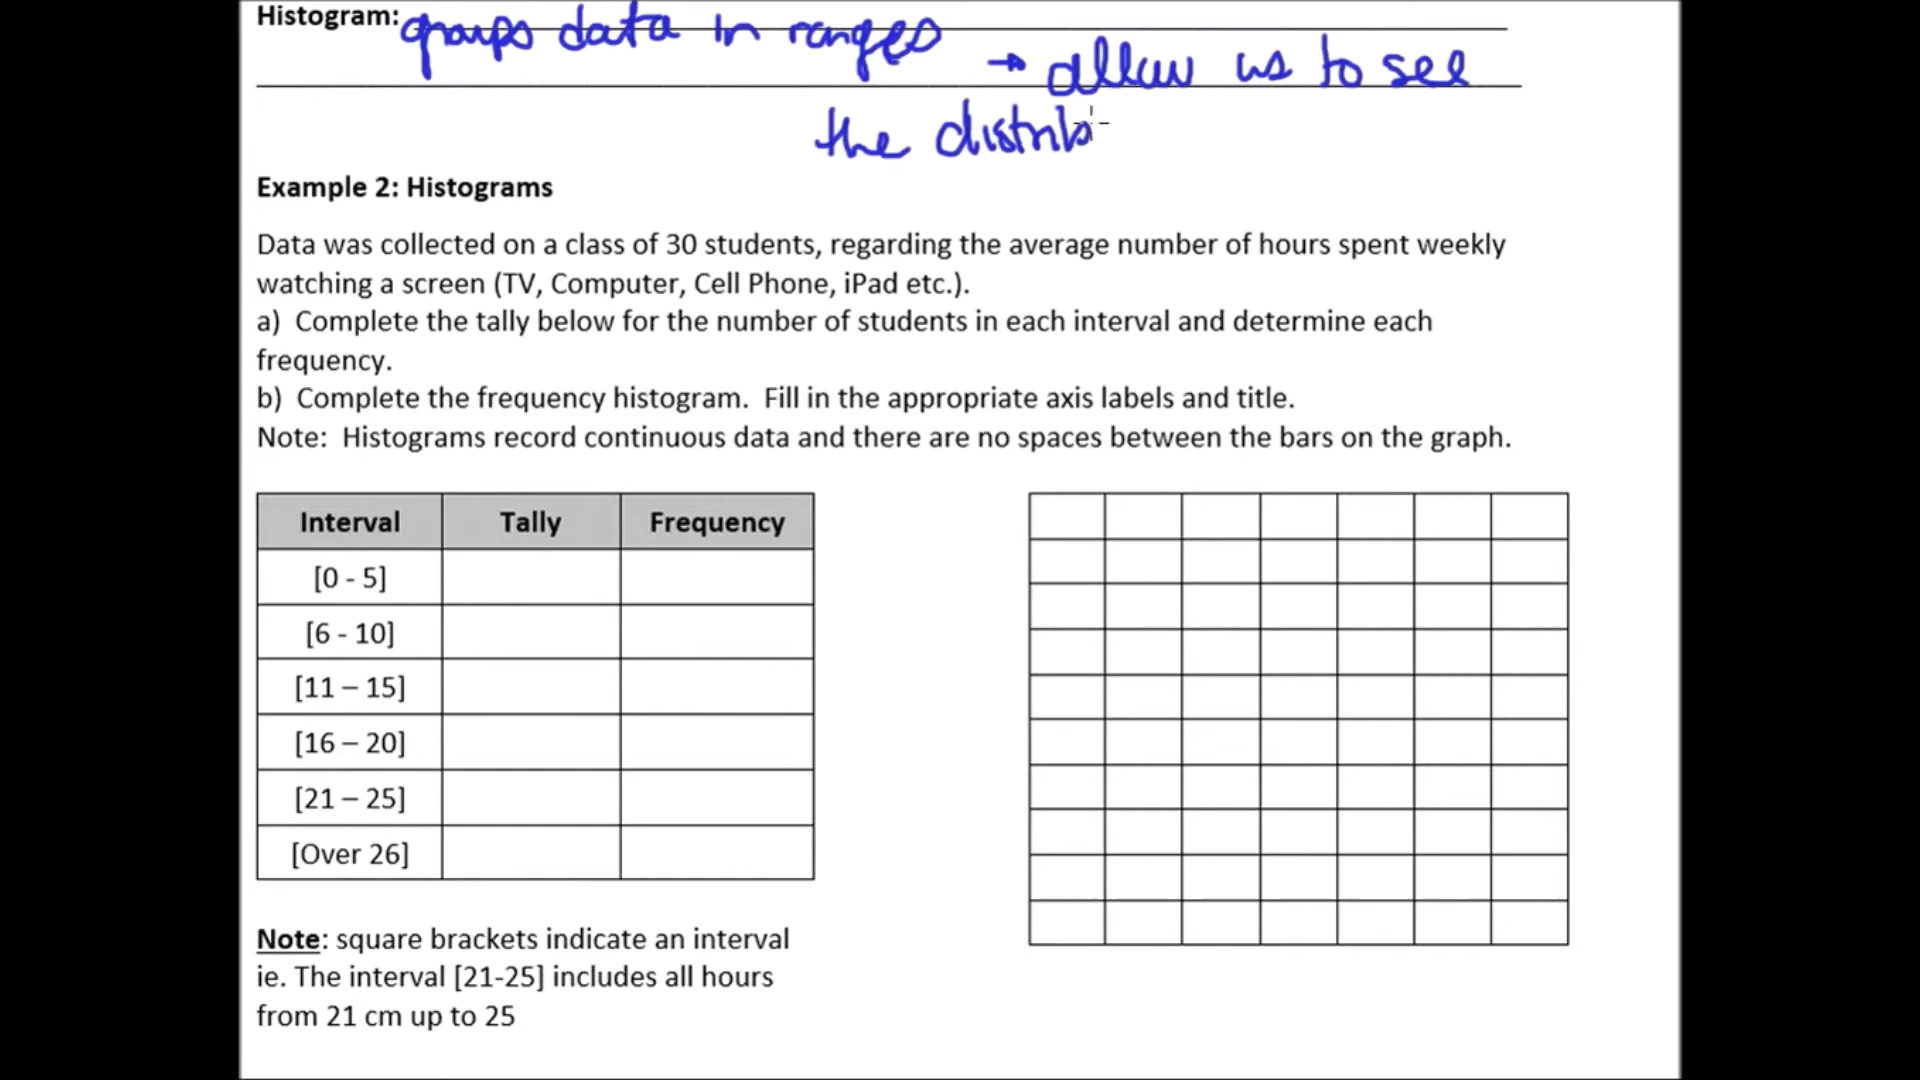 Histogram: groups data in ranges
→ allow us to see
the distrib
Example 2: Histograms
Data was collected on a class of 30 students, regarding the average number of hours spent weekly
watching a screen (TV, Computer, Cell Phone, iPad etc.).
a) Complete the tally below for the number of students in each interval and determine each
frequency.
b) Complete the frequency histogram. Fill in the appropriate axis labels and title.
Note: Histograms record continuous data and there are no spaces between the bars on the graph.
Interval Tally Frequency
[0 - 5]
[6 - 10]
[11 – 15]
[16 – 20]
[21 – 25]
[Over 26]
Note: square brackets indicate an interval
ie. The interval [21-25] includes all hours
from 21 cm up to 25